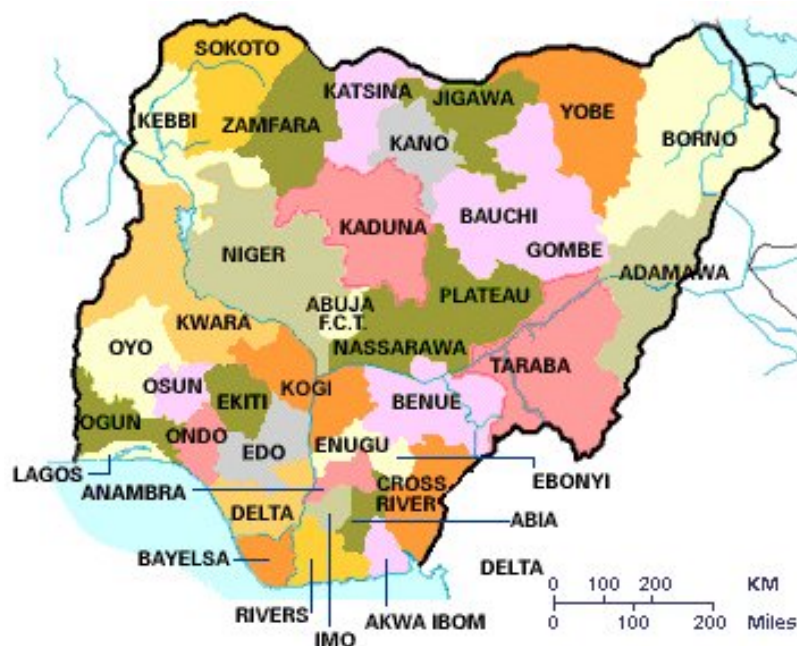 SOKOTO
KATSINA
JIGAWA
KEBBI
ZAMFARA
KANO
YOBE
BORNO
KADUNA
BAUCHI
NIGER
GOMBE
ADAMAWA
ABUJA
F.C.T.
PLATEAU
KWARA
OYO
NASSARAWA
TARABA
OSUN
EKITI
KOGI
BENUE
OGUN
ONDO
EDO
ENUGU
LAGOS
EBONYI
ANAMBRA
CROSS
RIVER
DELTA
ABIA
BAYELSA
DELTA
RIVERS
IMO
AKWA IBOM
0 100 200 KM
0 100 200 Miles